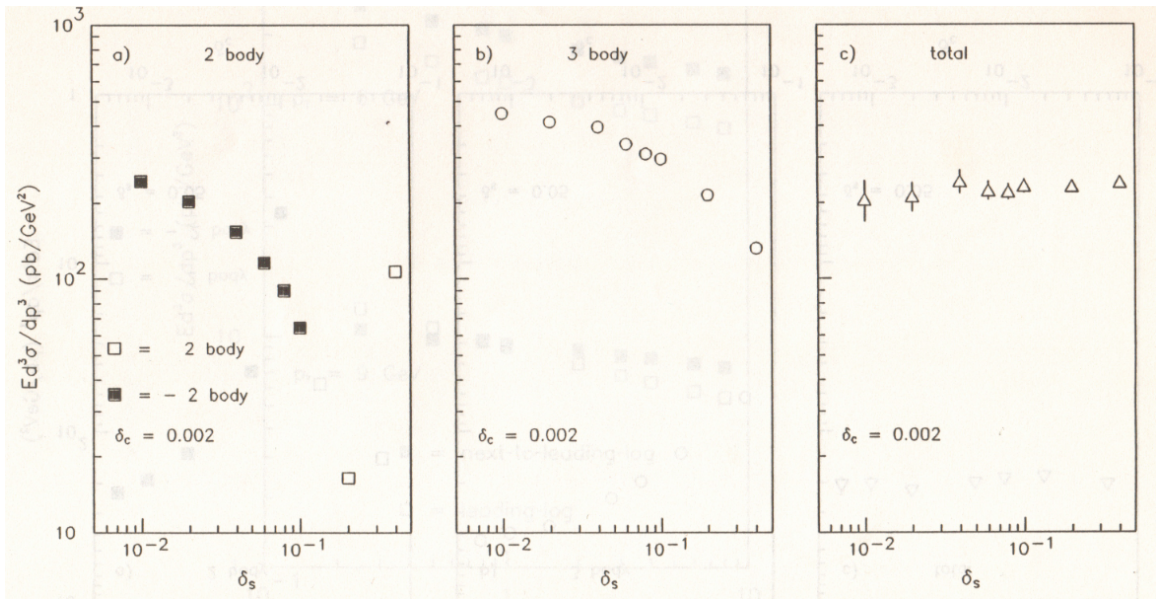 10³
10²
10
Ed³σ/dp³ (pb/GeV²)
a) 2 body
□ = 2 body
■ = − 2 body
δc = 0.002
10⁻² 10⁻¹
δs
b) 3 body
δc = 0.002
10⁻² 10⁻¹
δs
c) total
δc = 0.002
10⁻² 10⁻¹
δs